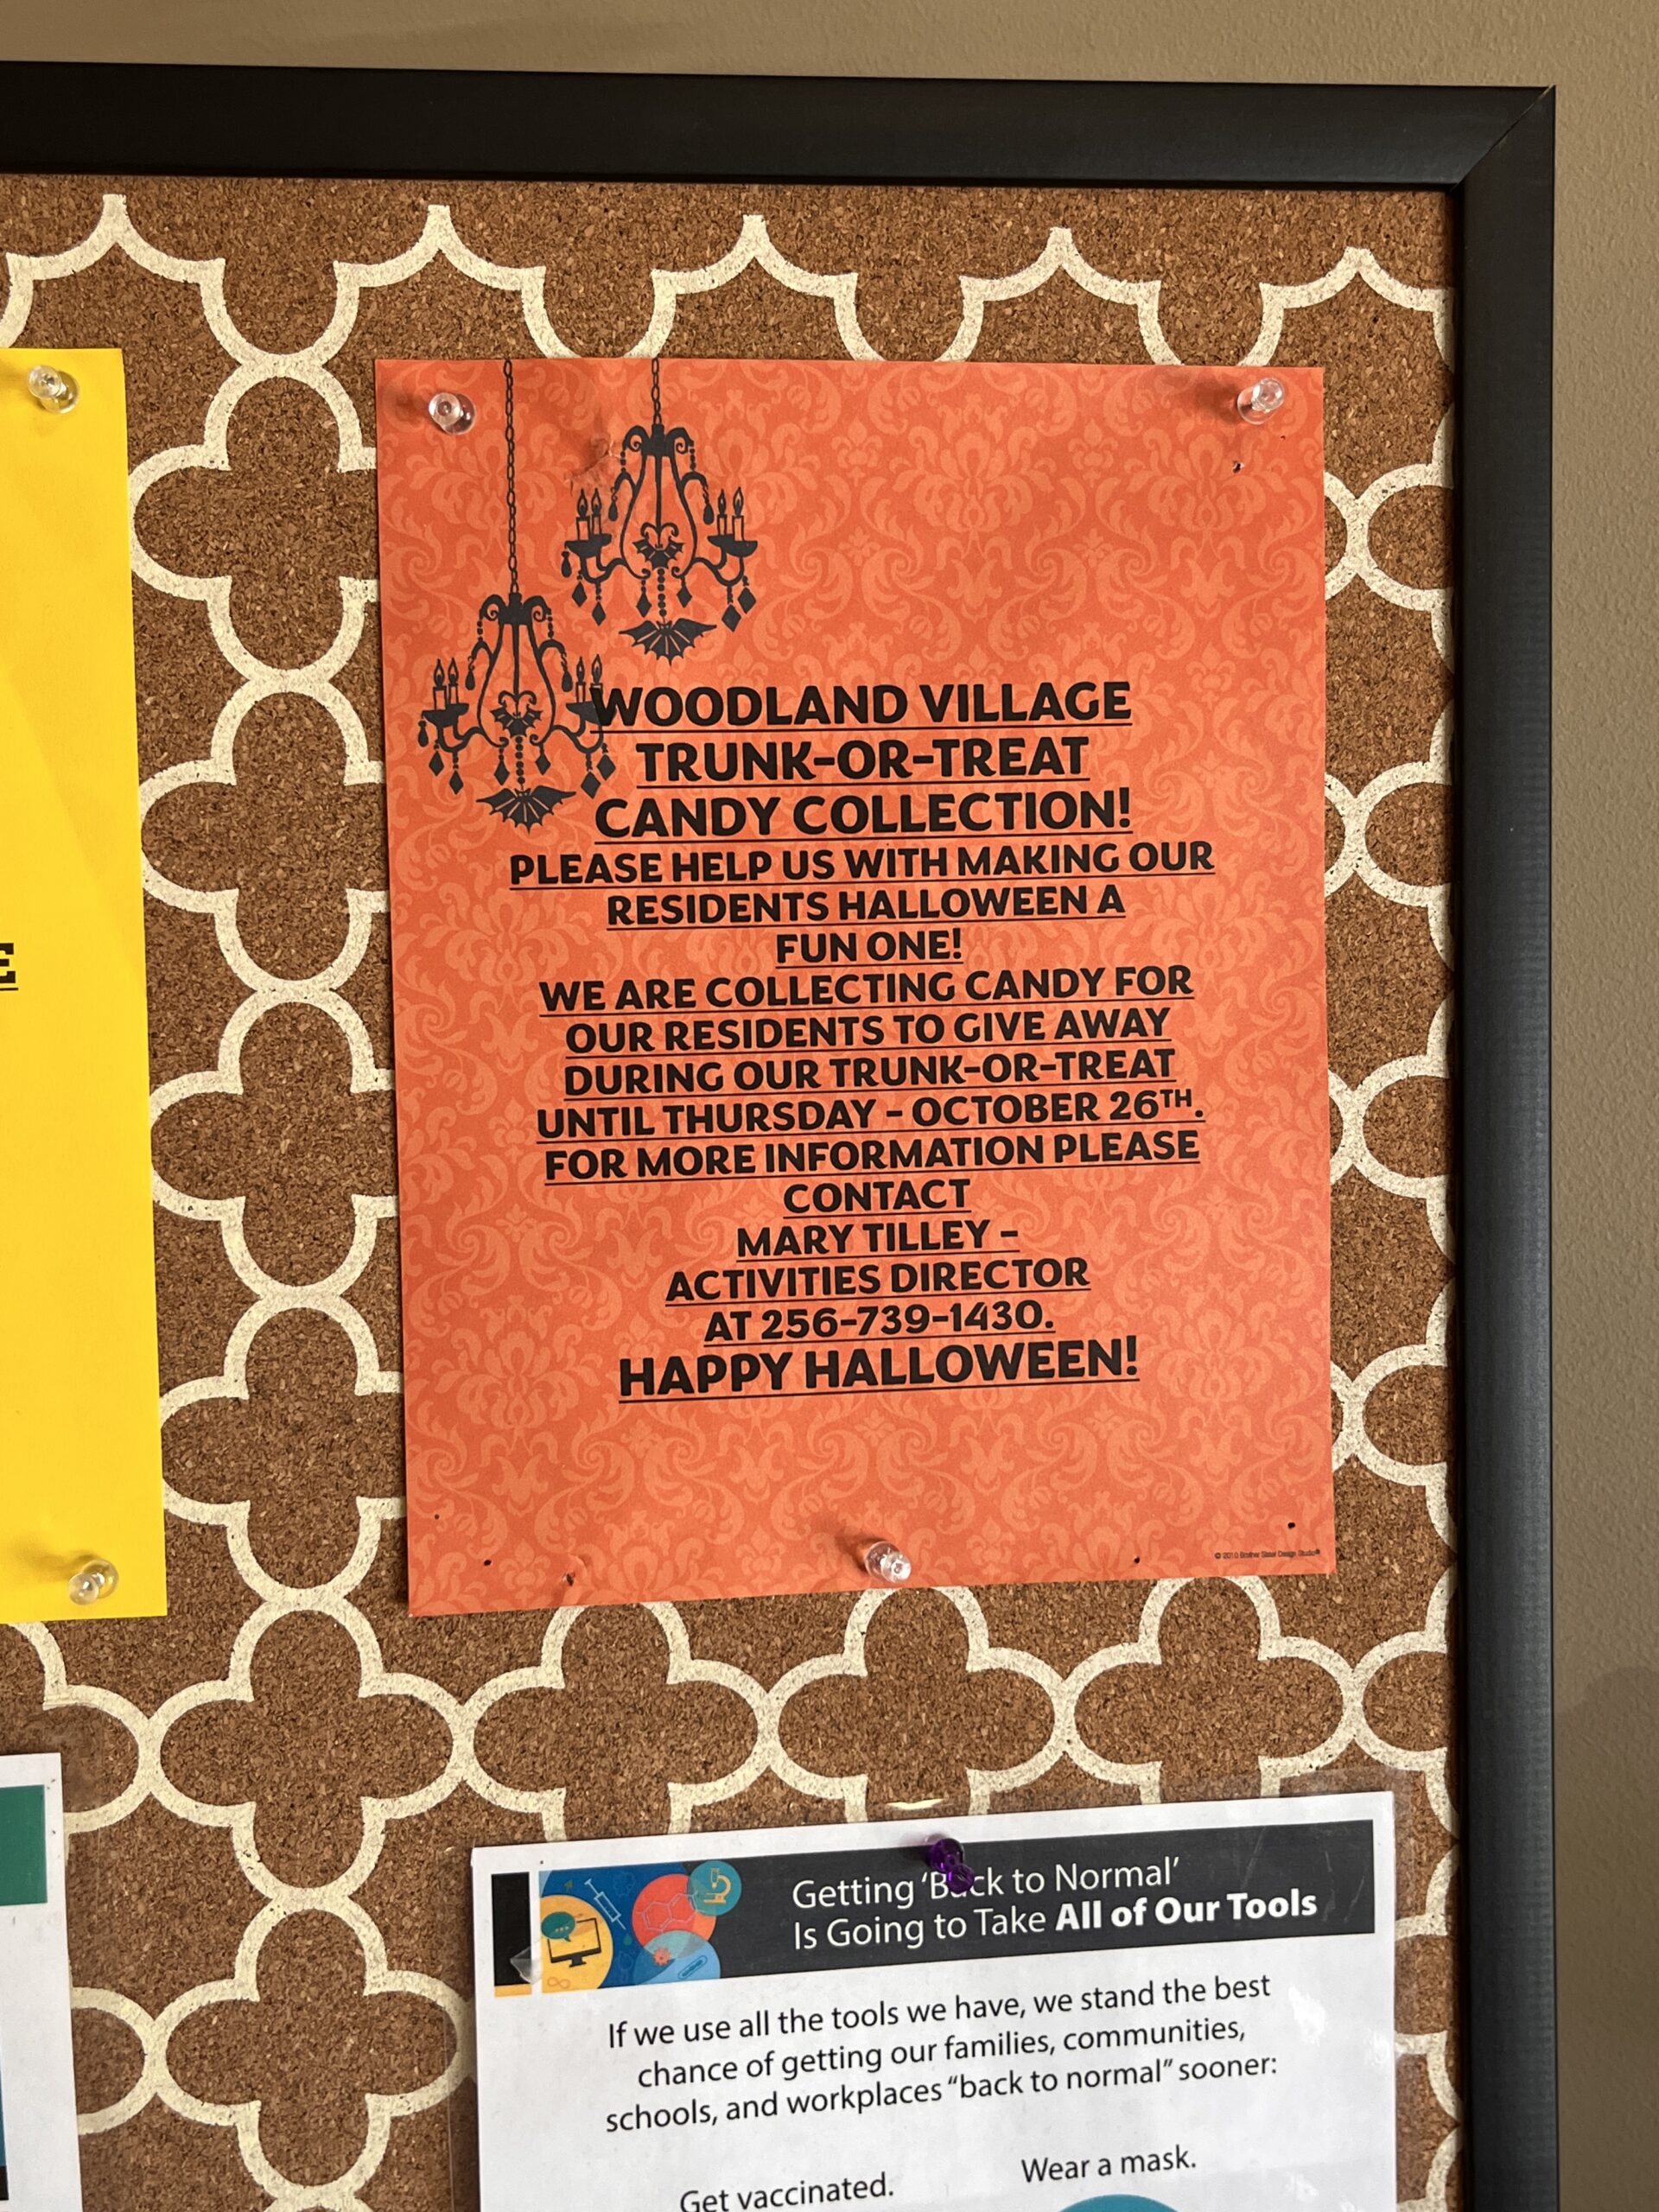 E
WOODLAND VILLAGE
TRUNK-OR-TREAT
CANDY COLLECTION!
PLEASE HELP US WITH MAKING OUR
RESIDENTS HALLOWEEN A
FUN ONE!
WE ARE COLLECTING CANDY FOR
OUR RESIDENTS TO GIVE AWAY
DURING OUR TRUNK-OR-TREAT
UNTIL THURSDAY - OCTOBER 26TH.
FOR MORE INFORMATION PLEASE
CONTACT
MARY TILLEY -
ACTIVITIES DIRECTOR
AT 256-739-1430.
HAPPY HALLOWEEN!
Design Studio®
Getting 'Back to Normal'
Is Going to Take All of Our Tools
If we use all the tools we have, we stand the best
chance of getting our families, communities,
schools, and workplaces "back to normal" sooner:
Get vaccinated.
Wear a mask.